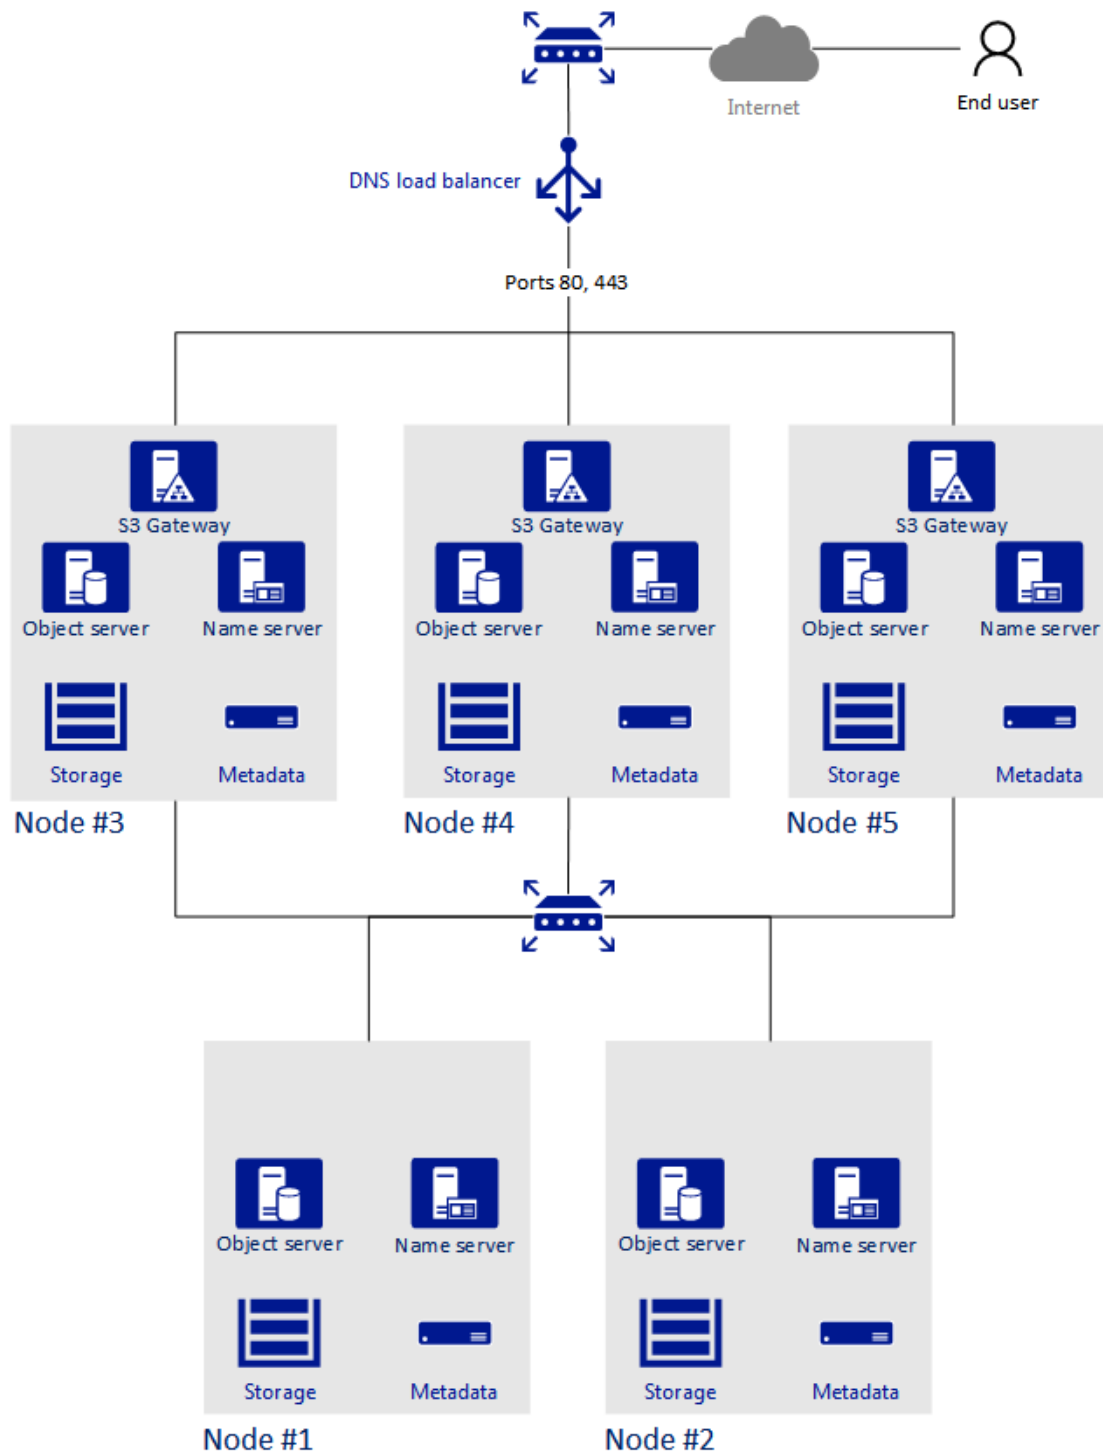 Internet
End user
DNS load balancer
Ports 80, 443
S3 Gateway
Object server
Name server
Storage
Metadata
Node #3
S3 Gateway
Object server
Name server
Storage
Metadata
Node #4
S3 Gateway
Object server
Name server
Storage
Metadata
Node #5
Object server
Name server
Storage
Metadata
Node #1
Object server
Name server
Storage
Metadata
Node #2